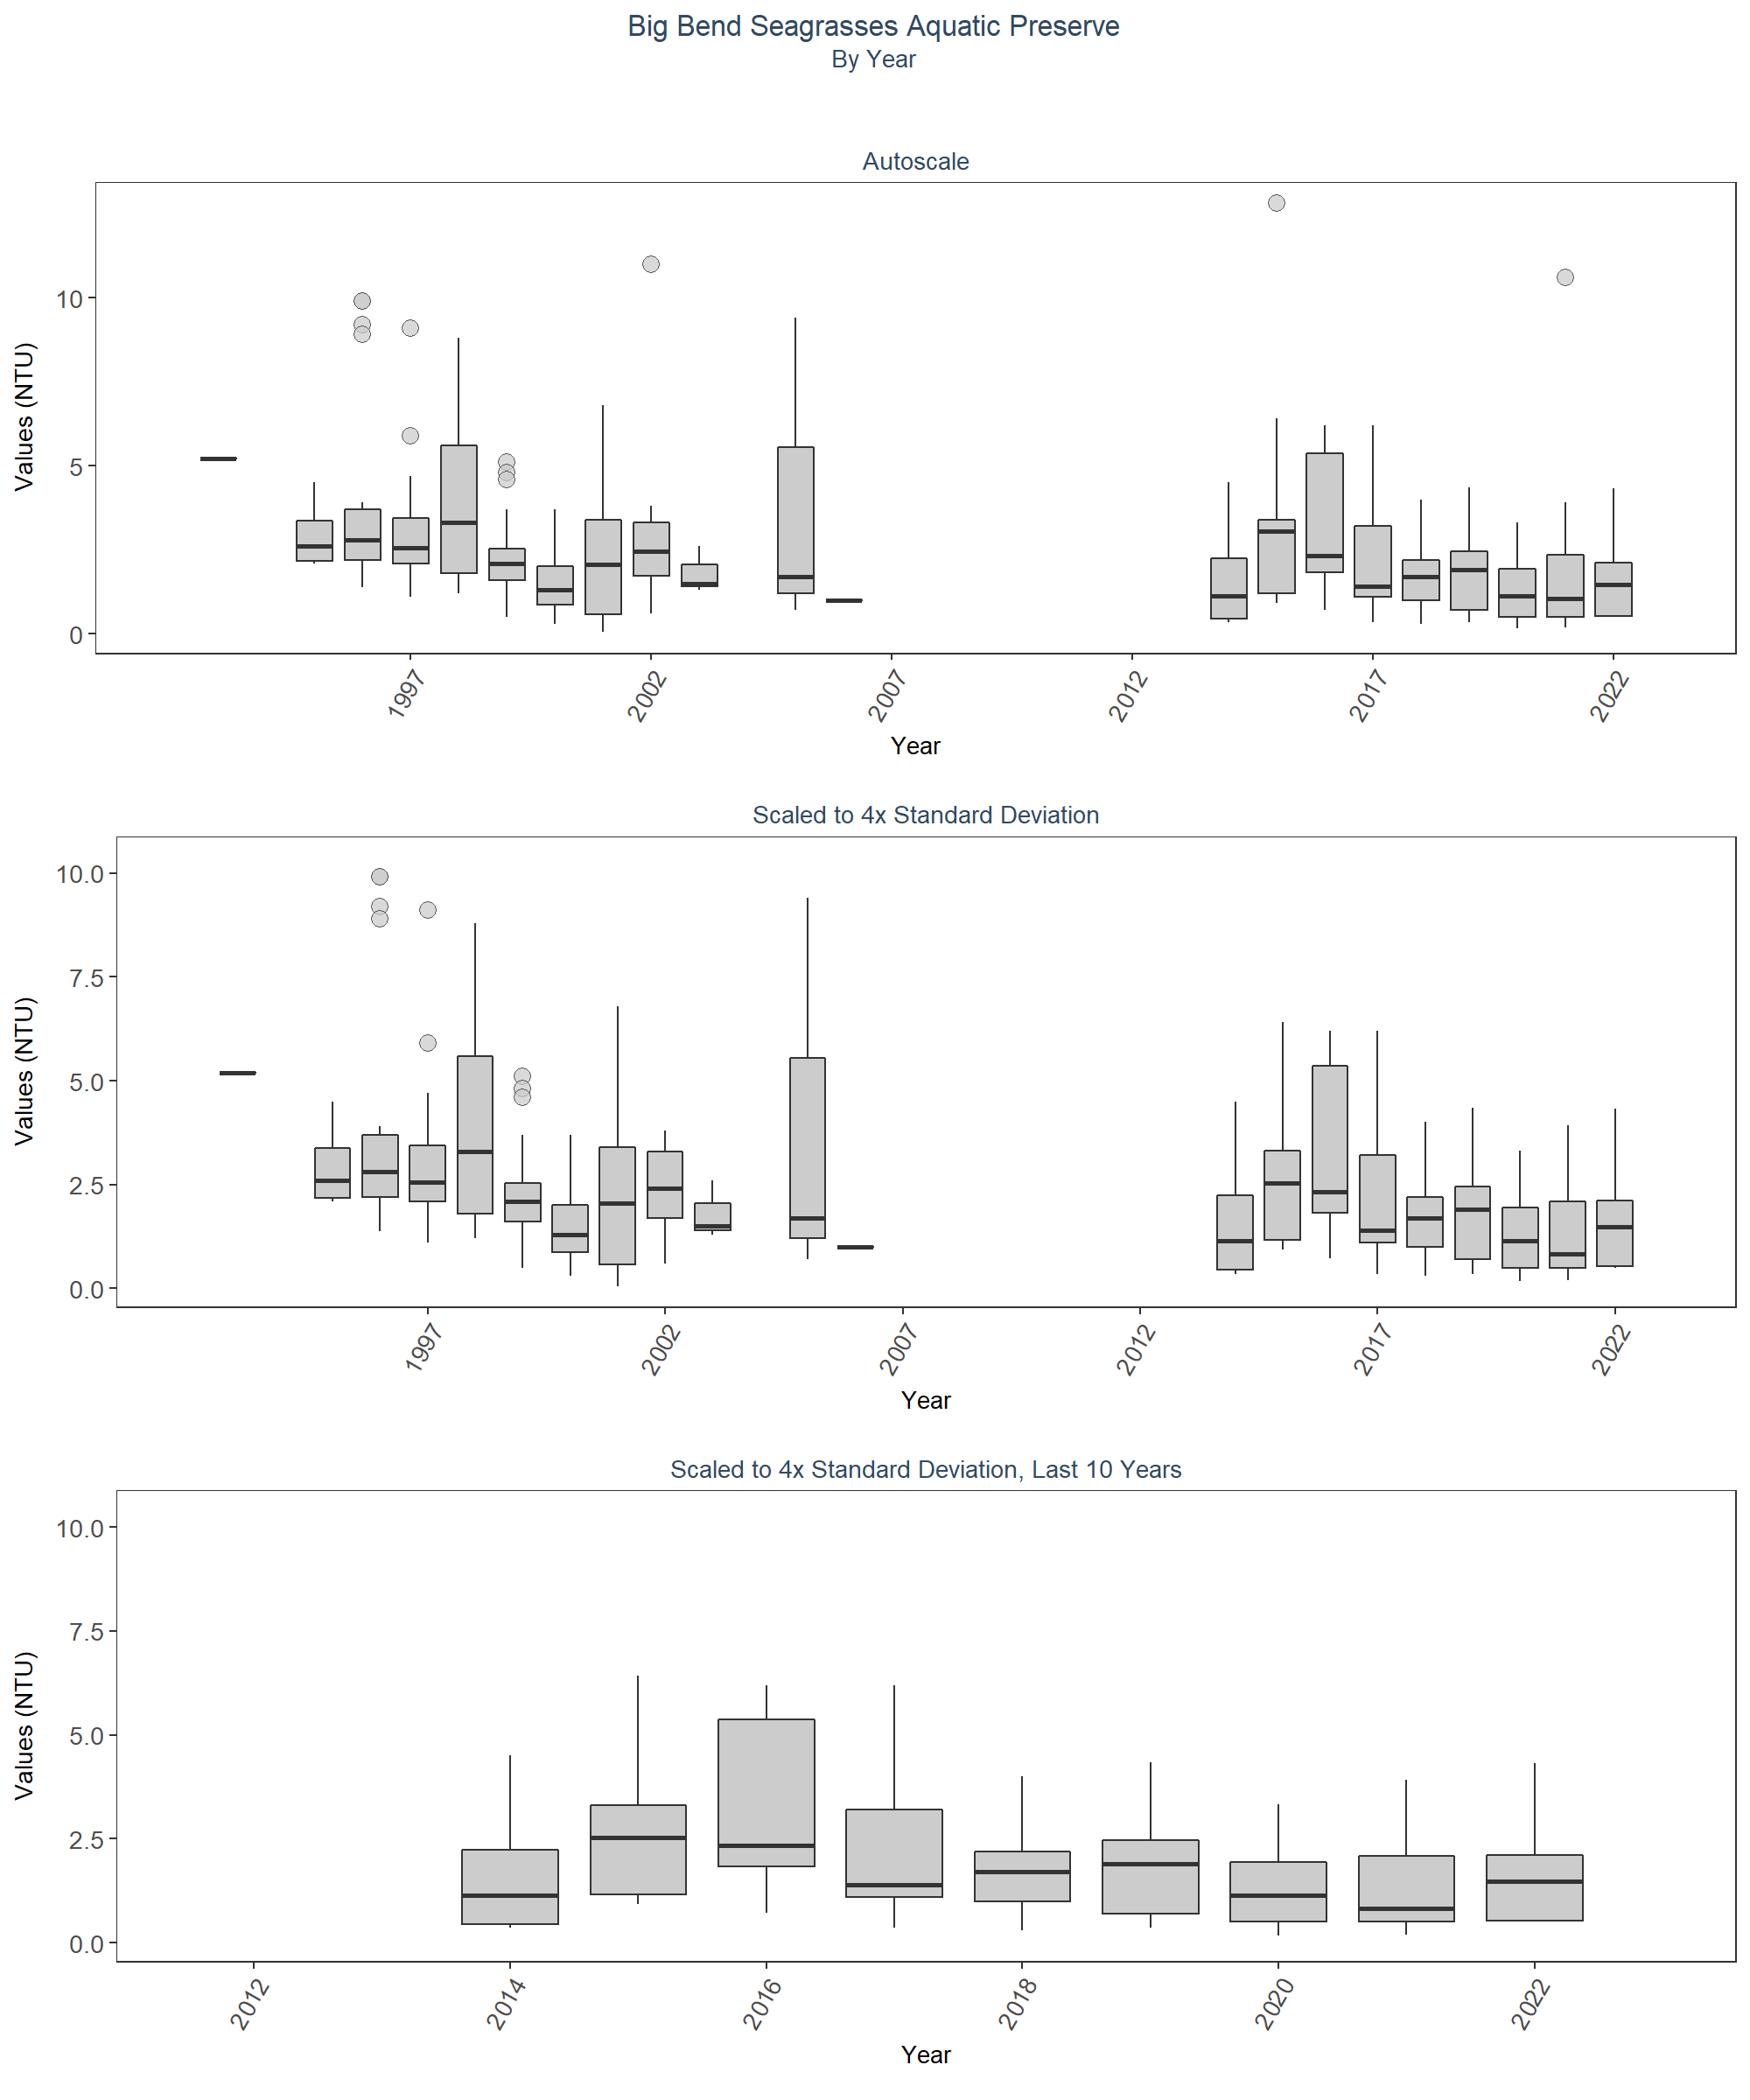 Big Bend Seagrasses Aquatic Preserve
By Year
Autoscale
Values (NTU)
10
5
0
1997
2002
2007
2012
2017
2022
Year
Scaled to 4x Standard Deviation
Values (NTU)
10.0
7.5
5.0
2.5
0.0
1997
2002
2007
2012
2017
2022
Year
Scaled to 4x Standard Deviation, Last 10 Years
Values (NTU)
10.0
7.5
5.0
2.5
0.0
2012
2014
2016
2018
2020
2022
Year